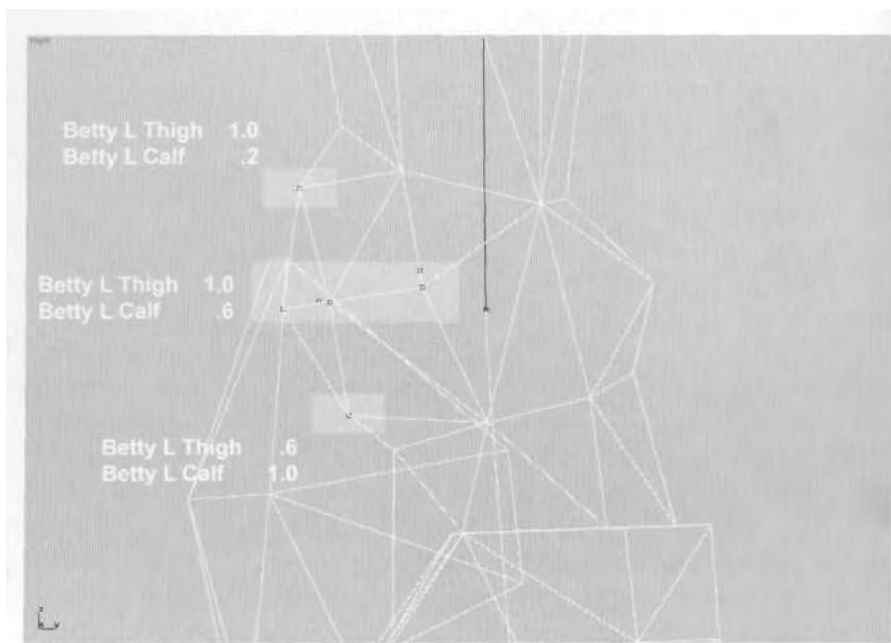 Betty L Thigh 1.0
Betty L Calf .2
Betty L Thigh 1.0
Betty L Calf .6
Betty L Thigh .6
Betty L Calf 1.0
z
y